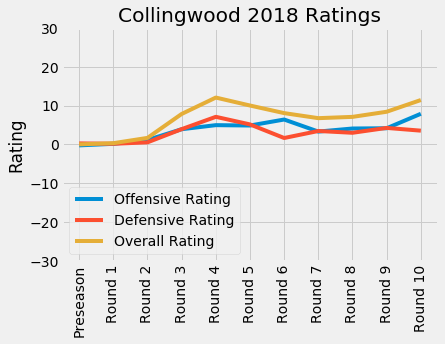 Collingwood 2018 Ratings
Rating
30
20
10
0
−10
−20
−30
Offensive Rating
Defensive Rating
Overall Rating
Preseason
Round 1
Round 2
Round 3
Round 4
Round 5
Round 6
Round 7
Round 8
Round 9
Round 10